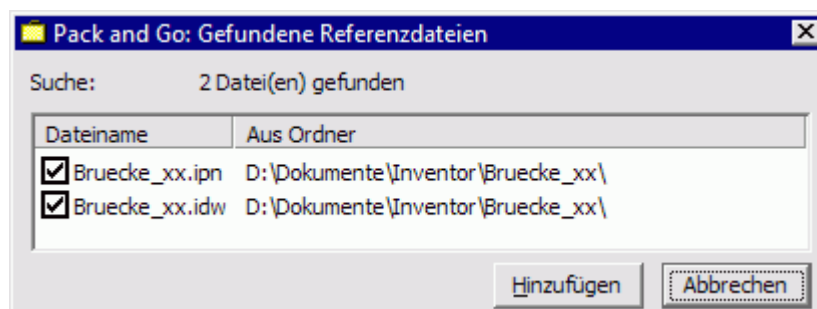 Pack and Go: Gefundene Referenzdateien
Suche: 2 Datei(en) gefunden
Dateiname Aus Ordner
Bruecke_xx.ipn D:\Dokumente\Inventor\Bruecke_xx\
Bruecke_xx.idw D:\Dokumente\Inventor\Bruecke_xx\
Hinzufügen Abbrechen